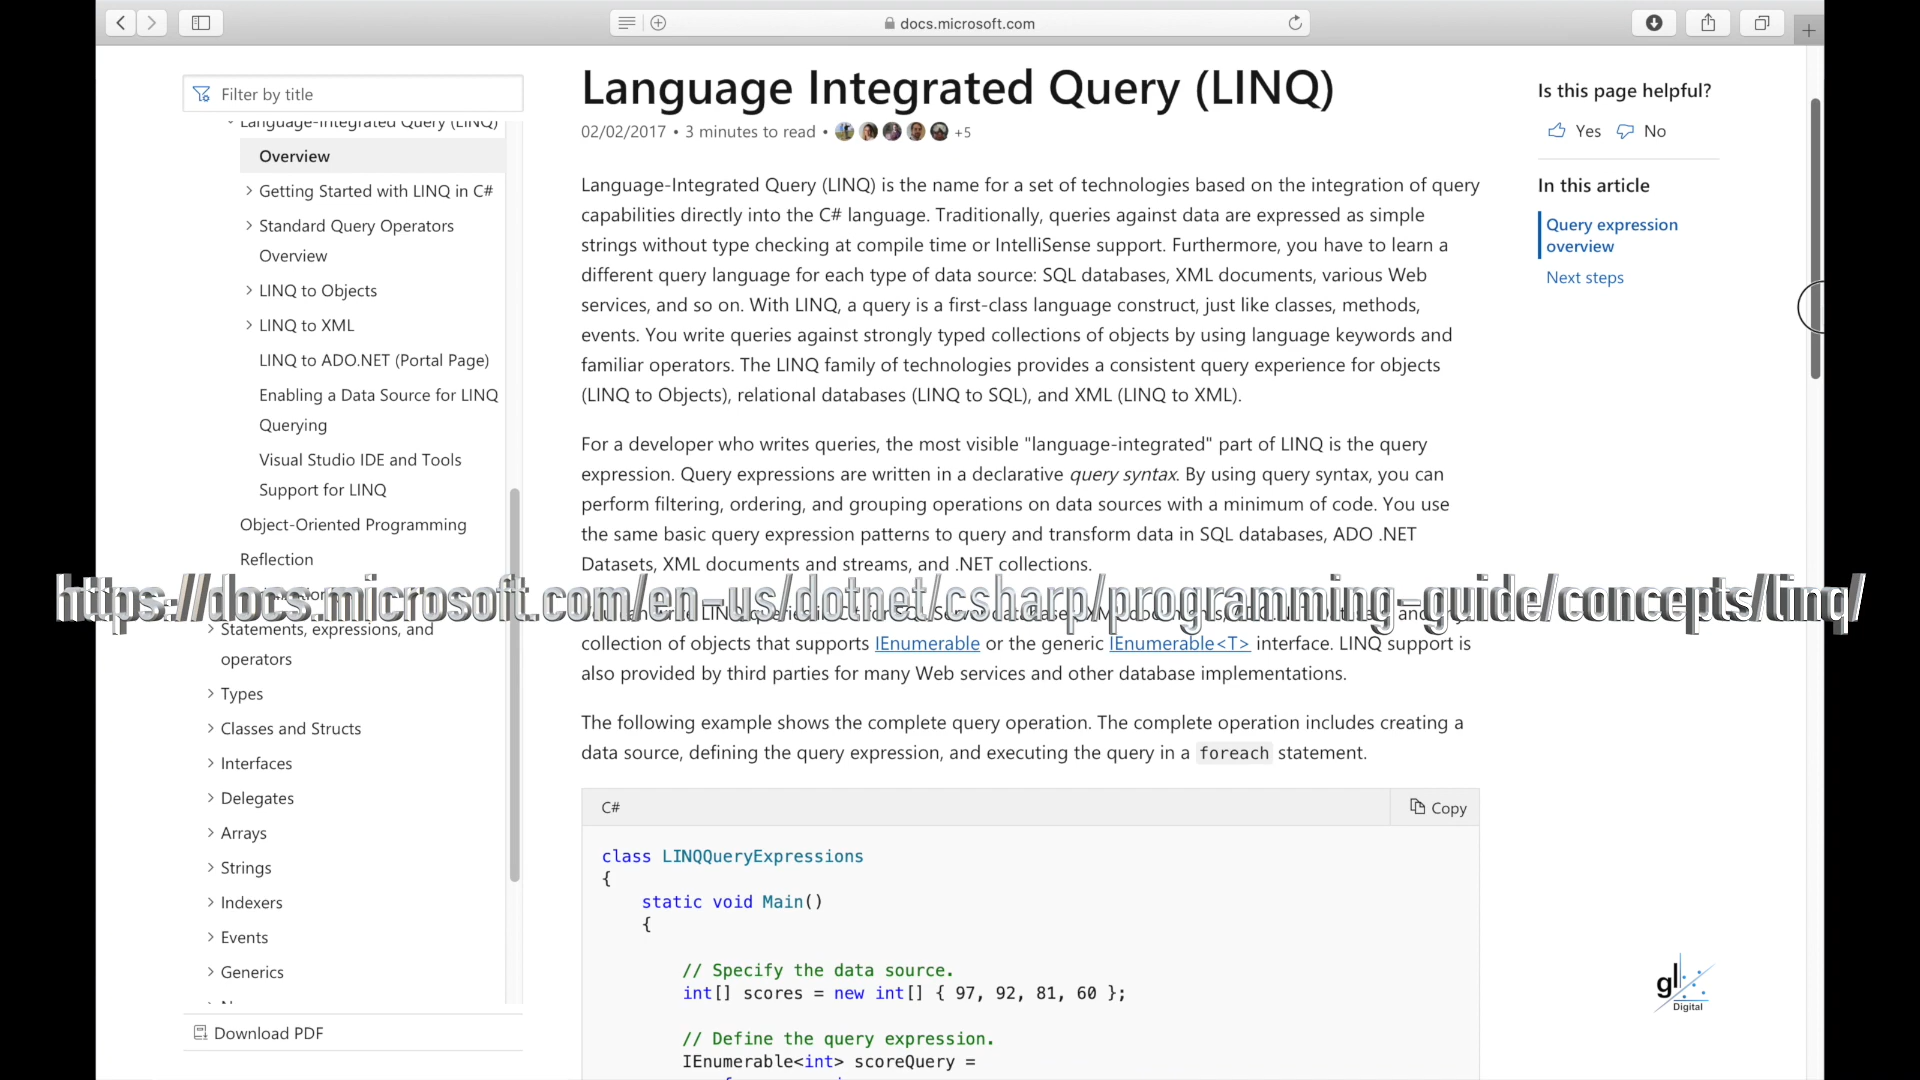 docs.microsoft.com
Filter by title
Language-Integrated Query (LINQ)
Overview
Getting Started with LINQ in C#
Standard Query Operators
Overview
LINQ to Objects
LINQ to XML
LINQ to ADO.NET (Portal Page)
Enabling a Data Source for LINQ
Querying
Visual Studio IDE and Tools
Support for LINQ
Object-Oriented Programming
Reflection
Statements, expressions, and
operators
Types
Classes and Structs
Interfaces
Delegates
Arrays
Strings
Indexers
Events
Generics
Download PDF
Language Integrated Query (LINQ)
02/02/2017 • 3 minutes to read • +5
Language-Integrated Query (LINQ) is the name for a set of technologies based on the integration of query
capabilities directly into the C# language. Traditionally, queries against data are expressed as simple
strings without type checking at compile time or IntelliSense support. Furthermore, you have to learn a
different query language for each type of data source: SQL databases, XML documents, various Web
services, and so on. With LINQ, a query is a first-class language construct, just like classes, methods,
events. You write queries against strongly typed collections of objects by using language keywords and
familiar operators. The LINQ family of technologies provides a consistent query experience for objects
(LINQ to Objects), relational databases (LINQ to SQL), and XML (LINQ to XML).
For a developer who writes queries, the most visible "language-integrated" part of LINQ is the query
expression. Query expressions are written in a declarative query syntax. By using query syntax, you can
perform filtering, ordering, and grouping operations on data sources with a minimum of code. You use
the same basic query expression patterns to query and transform data in SQL databases, ADO .NET
Datasets, XML documents and streams, and .NET collections.
https://docs.microsoft.com/en-us/dotnet/csharp/programming-guide/concepts/linq/
collection of objects that supports IEnumerable or the generic IEnumerable<T> interface. LINQ support is
also provided by third parties for many Web services and other database implementations.
The following example shows the complete query operation. The complete operation includes creating a
data source, defining the query expression, and executing the query in a foreach statement.
C#
Copy
class LINQQueryExpressions
{
static void Main()
{
// Specify the data source.
int[] scores = new int[] { 97, 92, 81, 60 };
// Define the query expression.
IEnumerable<int> scoreQuery =
Is this page helpful?
Yes No
In this article
Query expression
overview
Next steps
gl
Digital